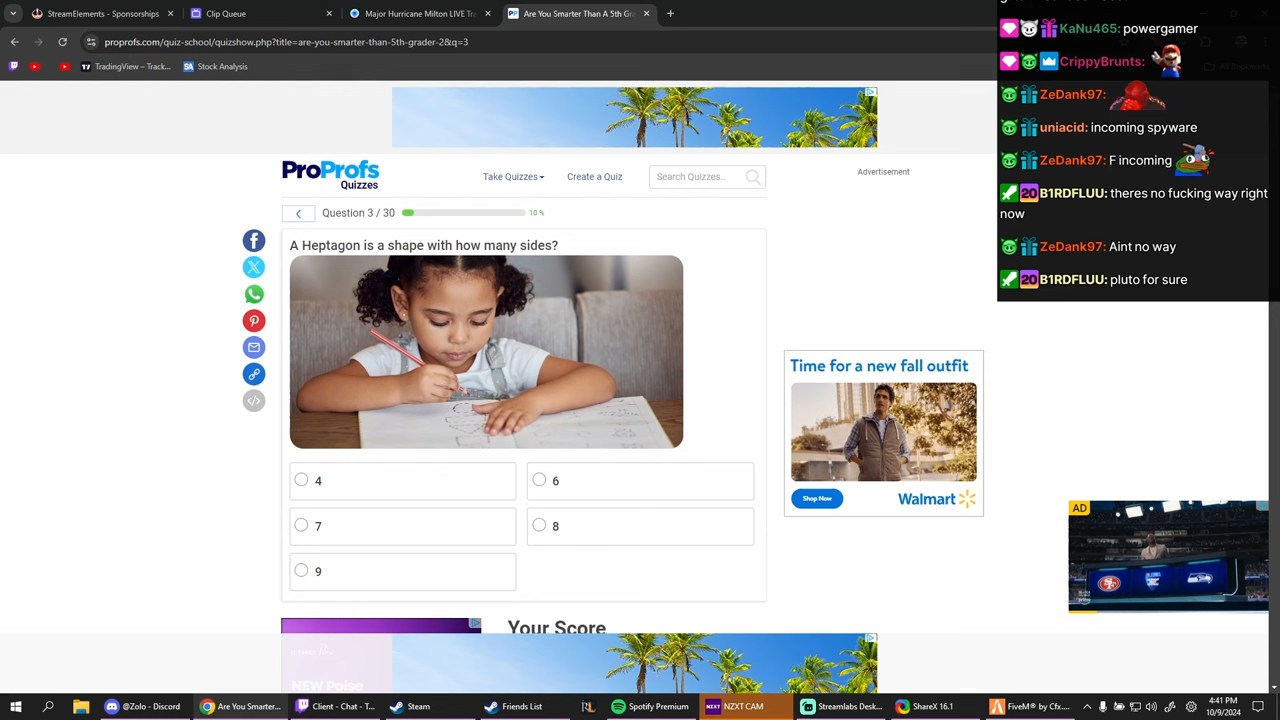 StreamElements - Sponsorships
Clip Queue
Major Hurricane Milton LIVE Tr
Are You Smarter Than A 5th Gr
proprofs.com/quiz-school/quizshow.php?title=are-you-smarter-than-5th-grader-2&q=3
TradingView – Track...
SA Stock Analysis
KaNu465: powergamer
CrippyBrunts:
ZeDank97:
uniacid: incoming spyware
ZeDank97: F incoming
B1RDFLUU: theres no fucking way right
now
ZeDank97: Aint no way
B1RDFLUU: pluto for sure
ProProfs
Quizzes
Take Quizzes
Create a Quiz
Search Quizzes..
Advertisement
Question 3 / 30
10 %
A Heptagon is a shape with how many sides?
4
6
7
8
9
Time for a new fall outfit
Shop Now
Walmart
AD
Your Score
NEW Poise
@Zolo - Discord
Are You Smarter...
Client - Chat - T...
Steam
Friends List
Spotify Premium
NZXT NZXT CAM
Streamlabs Desk...
ShareX 16.1
FiveM® by Cfx...
4:41 PM
10/9/2024